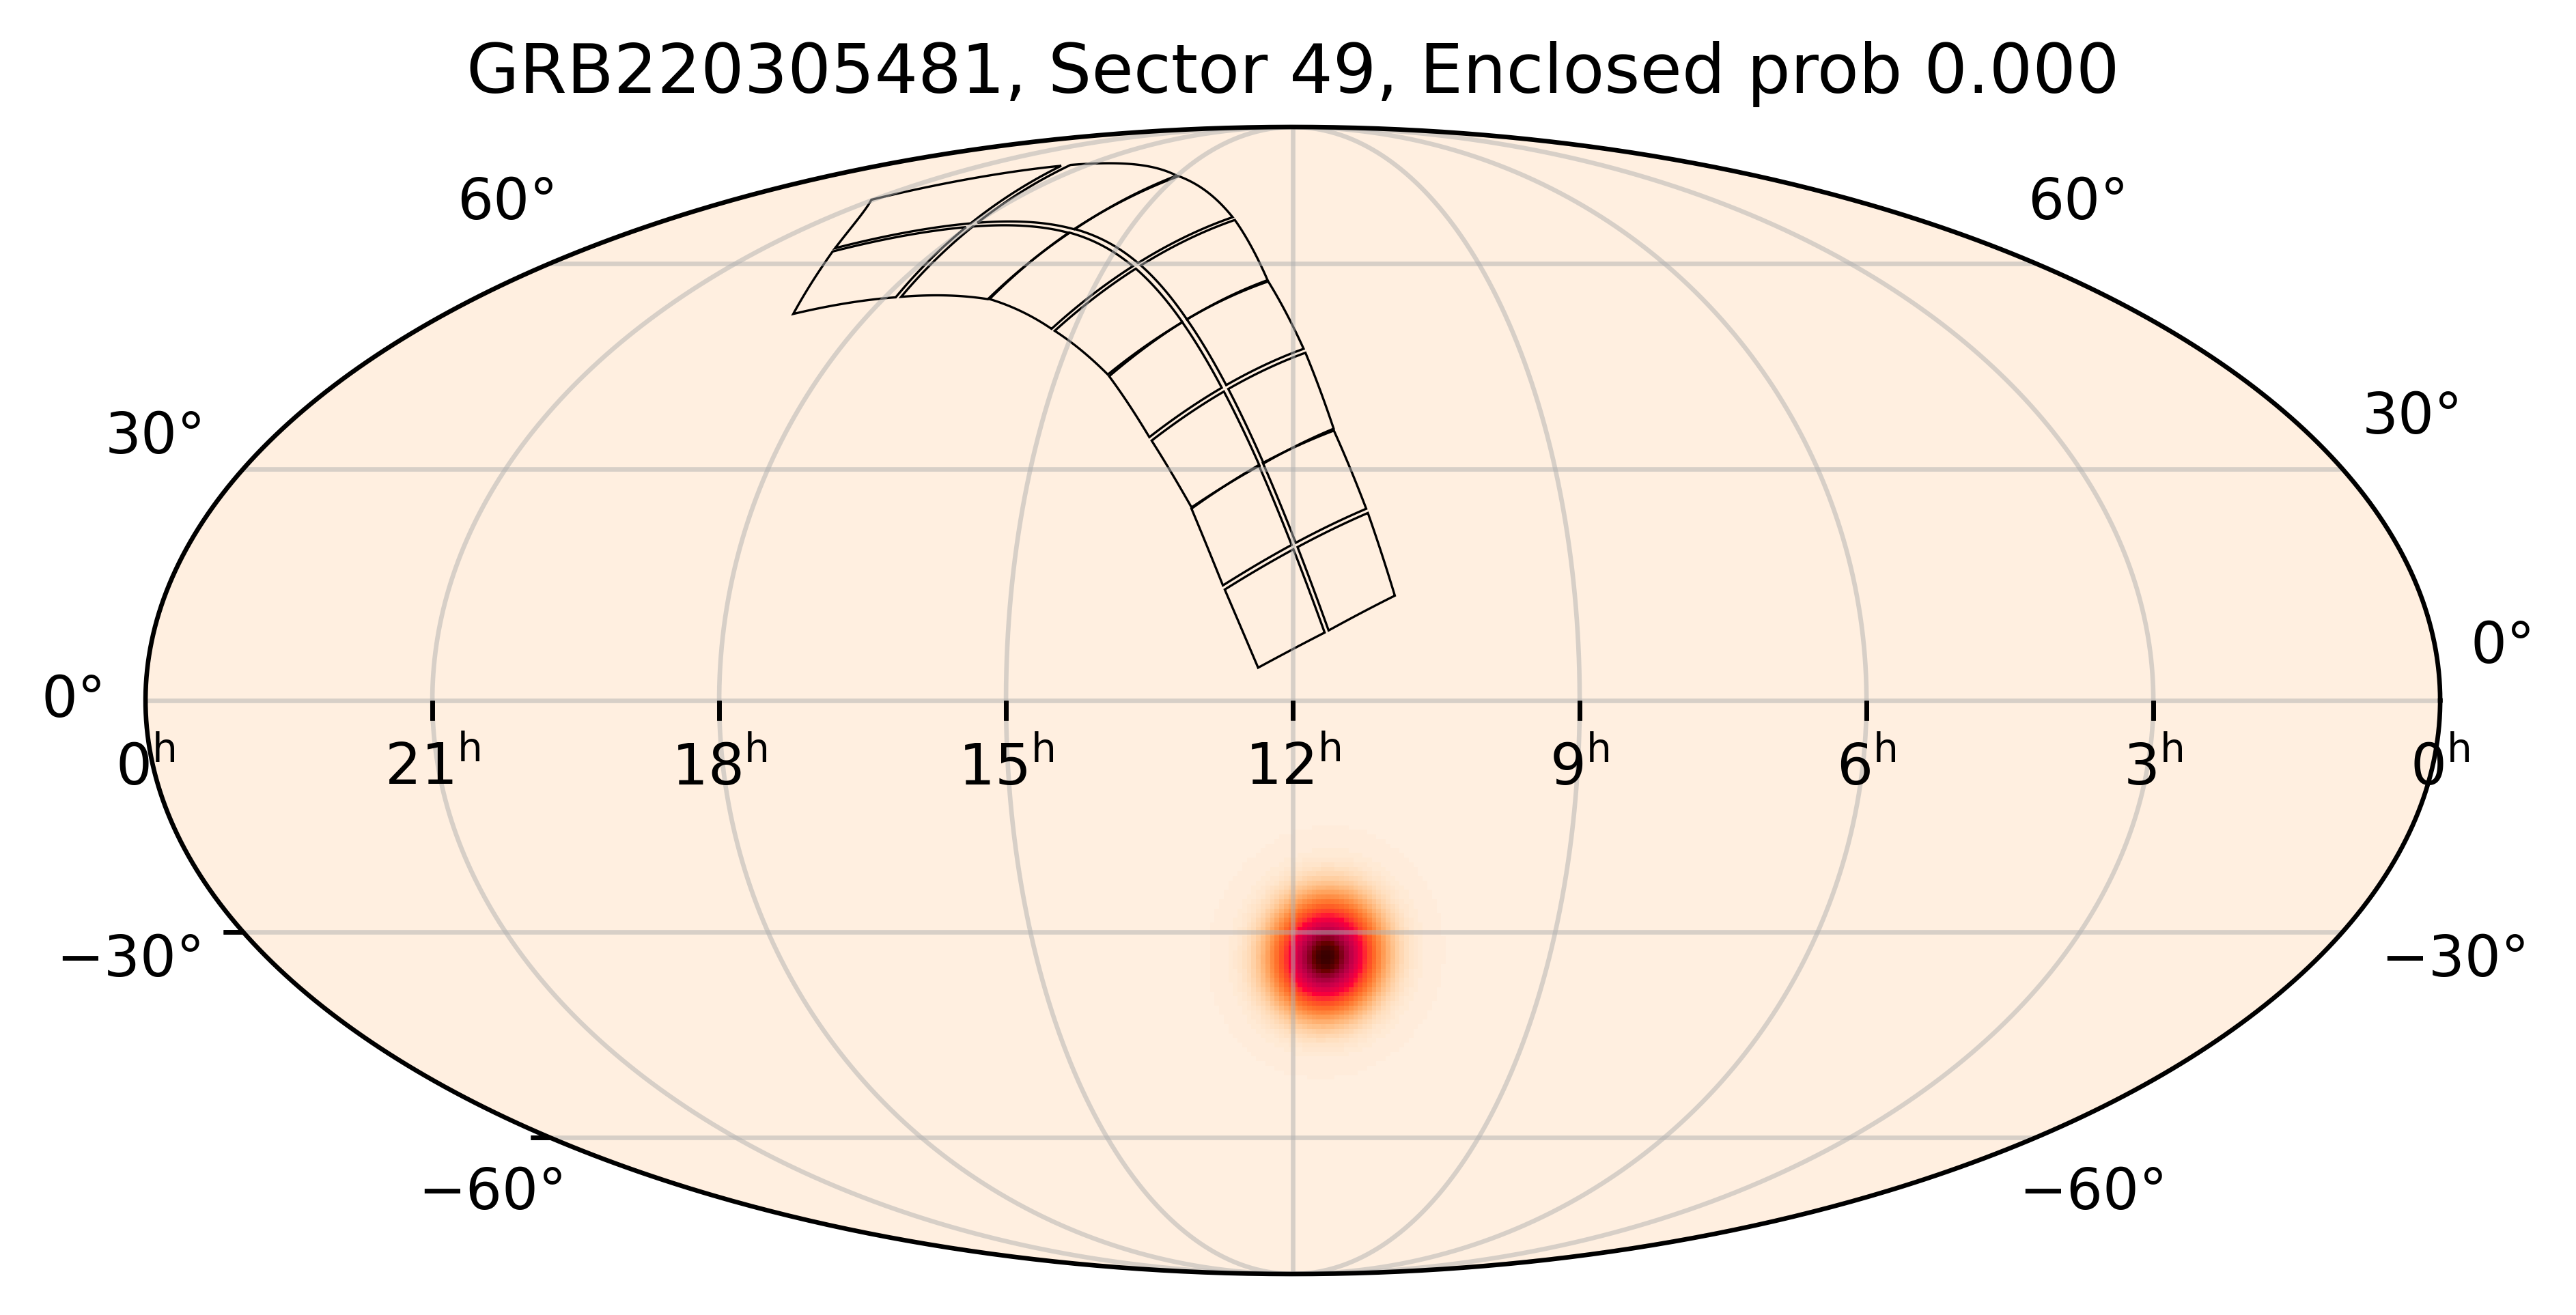 GRB220305481, Sector 49, Enclosed prob 0.000
60° 60°
30° 30°
0° 0°
0ʰ 21ʰ 18ʰ 15ʰ 12ʰ 9ʰ 6ʰ 3ʰ 0ʰ
−30° −30°
−60° −60°